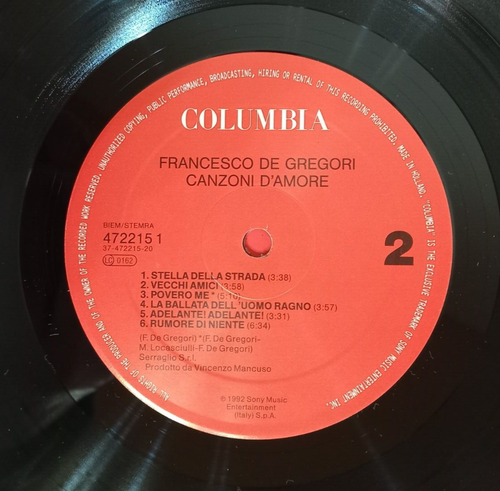 ALL RIGHTS OF THE PRODUCER AND OF THE OWNER OF THE RECORDED WORK RESERVED. UNAUTHORIZED COPYING, PUBLIC PERFORMANCE, BROADCASTING, HIRING OR RENTAL OF THIS RECORDING PROHIBITED. MADE IN HOLLAND. "COLUMBIA" IS THE EXCLUSIVE TRADEMARK OF SONY MUSIC ENTERTAINMENT INC.
COLUMBIA
FRANCESCO DE GREGORI
CANZONI D'AMORE
BIEM/STEMRA
472215 1
37-472215-20
LC 0162
2
1. STELLA DELLA STRADA (3:38)
2. VECCHI AMICI (3:58)
3. POVERO ME * (5:10)
4. LA BALLATA DELL'UOMO RAGNO (3:57)
5. ADELANTE! ADELANTE! (3:31)
6. RUMORE DI NIENTE (6:34)
(F. De Gregori) *(F. De Gregori-
M. Locasciulli-F. De Gregori)
Serraglio S.r.l.
Prodotto da Vincenzo Mancuso
℗ 1992 Sony Music
Entertainment
(Italy) S.p.A.